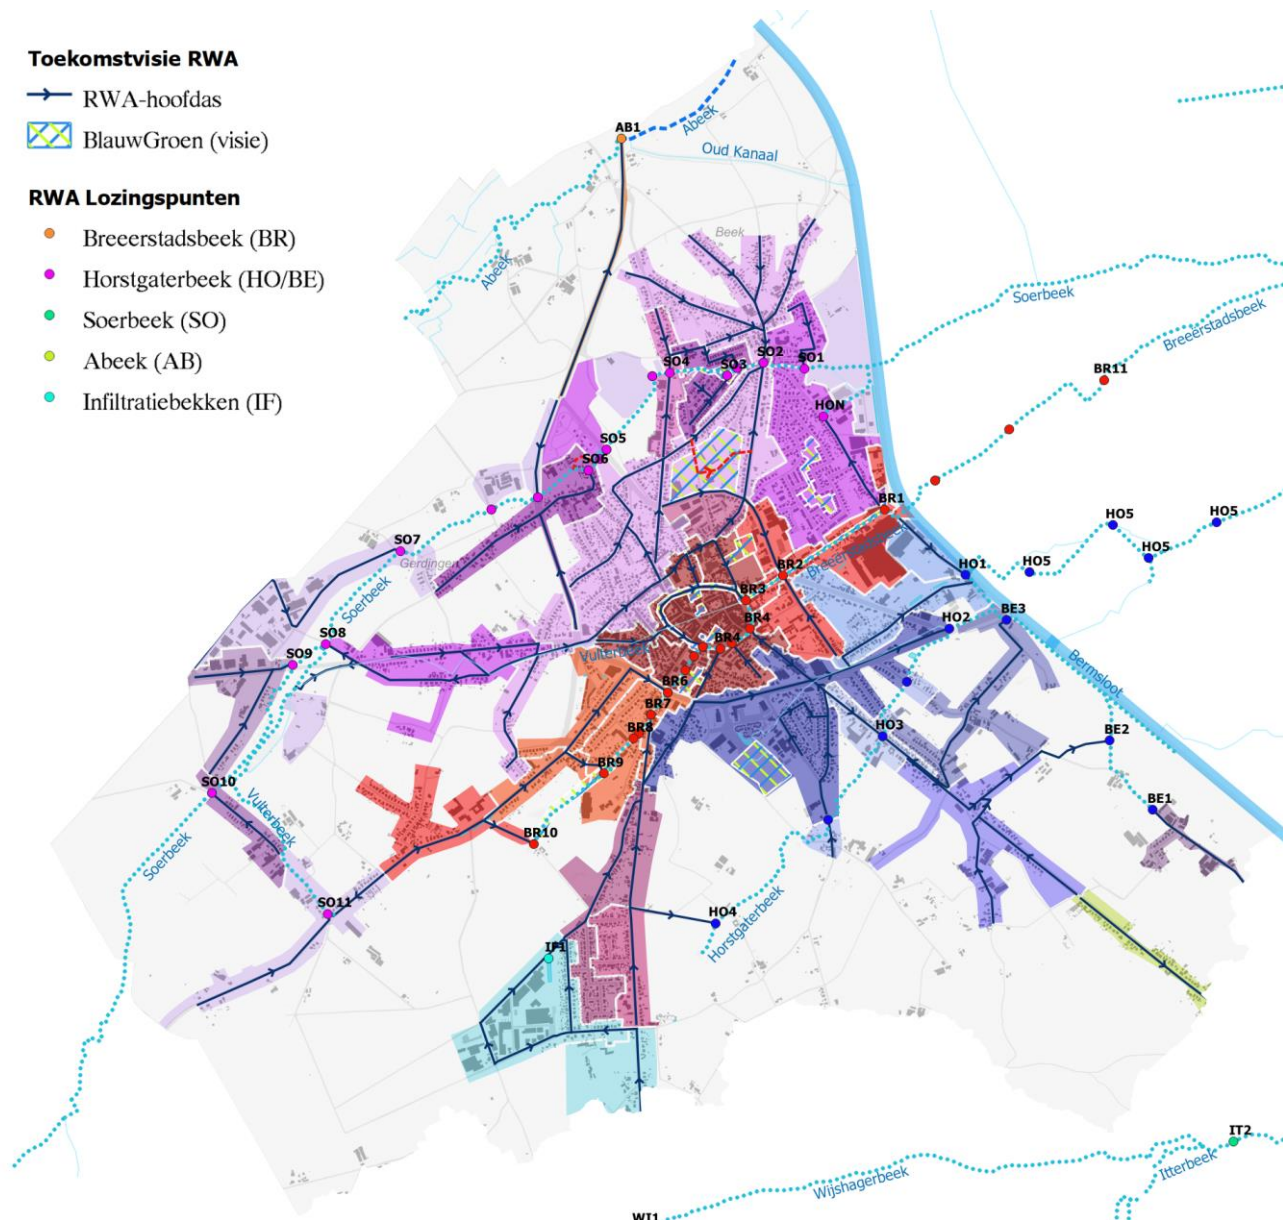 Toekomstvisie RWA
RWA-hoofdas
BlauwGroen (visie)
RWA Lozingspunten
Breeerstadsbeek (BR)
Horstgaterbeek (HO/BE)
Soerbeek (SO)
Abeek (AB)
Infiltratiebekken (IF)
AB1
Abeek
Oud Kanaal
Beek
Abeek
Soerbeek
Breeerstadsbeek
SO4
SO3
SO2
SO1
BR11
HON
SO5
SO6
BR1
HO5
HO5
SO7
Gerdingen
Breeerstadsbeek
HO5
BR2
HO1
HO5
Soerbeek
BR3
BE3
HO2
BR4
SO8
BR4
Vulterbeek
SO9
Bermsloot
BR6
BR7
BR8
HO3
BE2
BR9
SO10
Vulterbeek
BE1
BR10
Soerbeek
SO11
HO4
Horstgaterbeek
IF1
IT2
Itterbeek
Wijshagerbeek
WI1